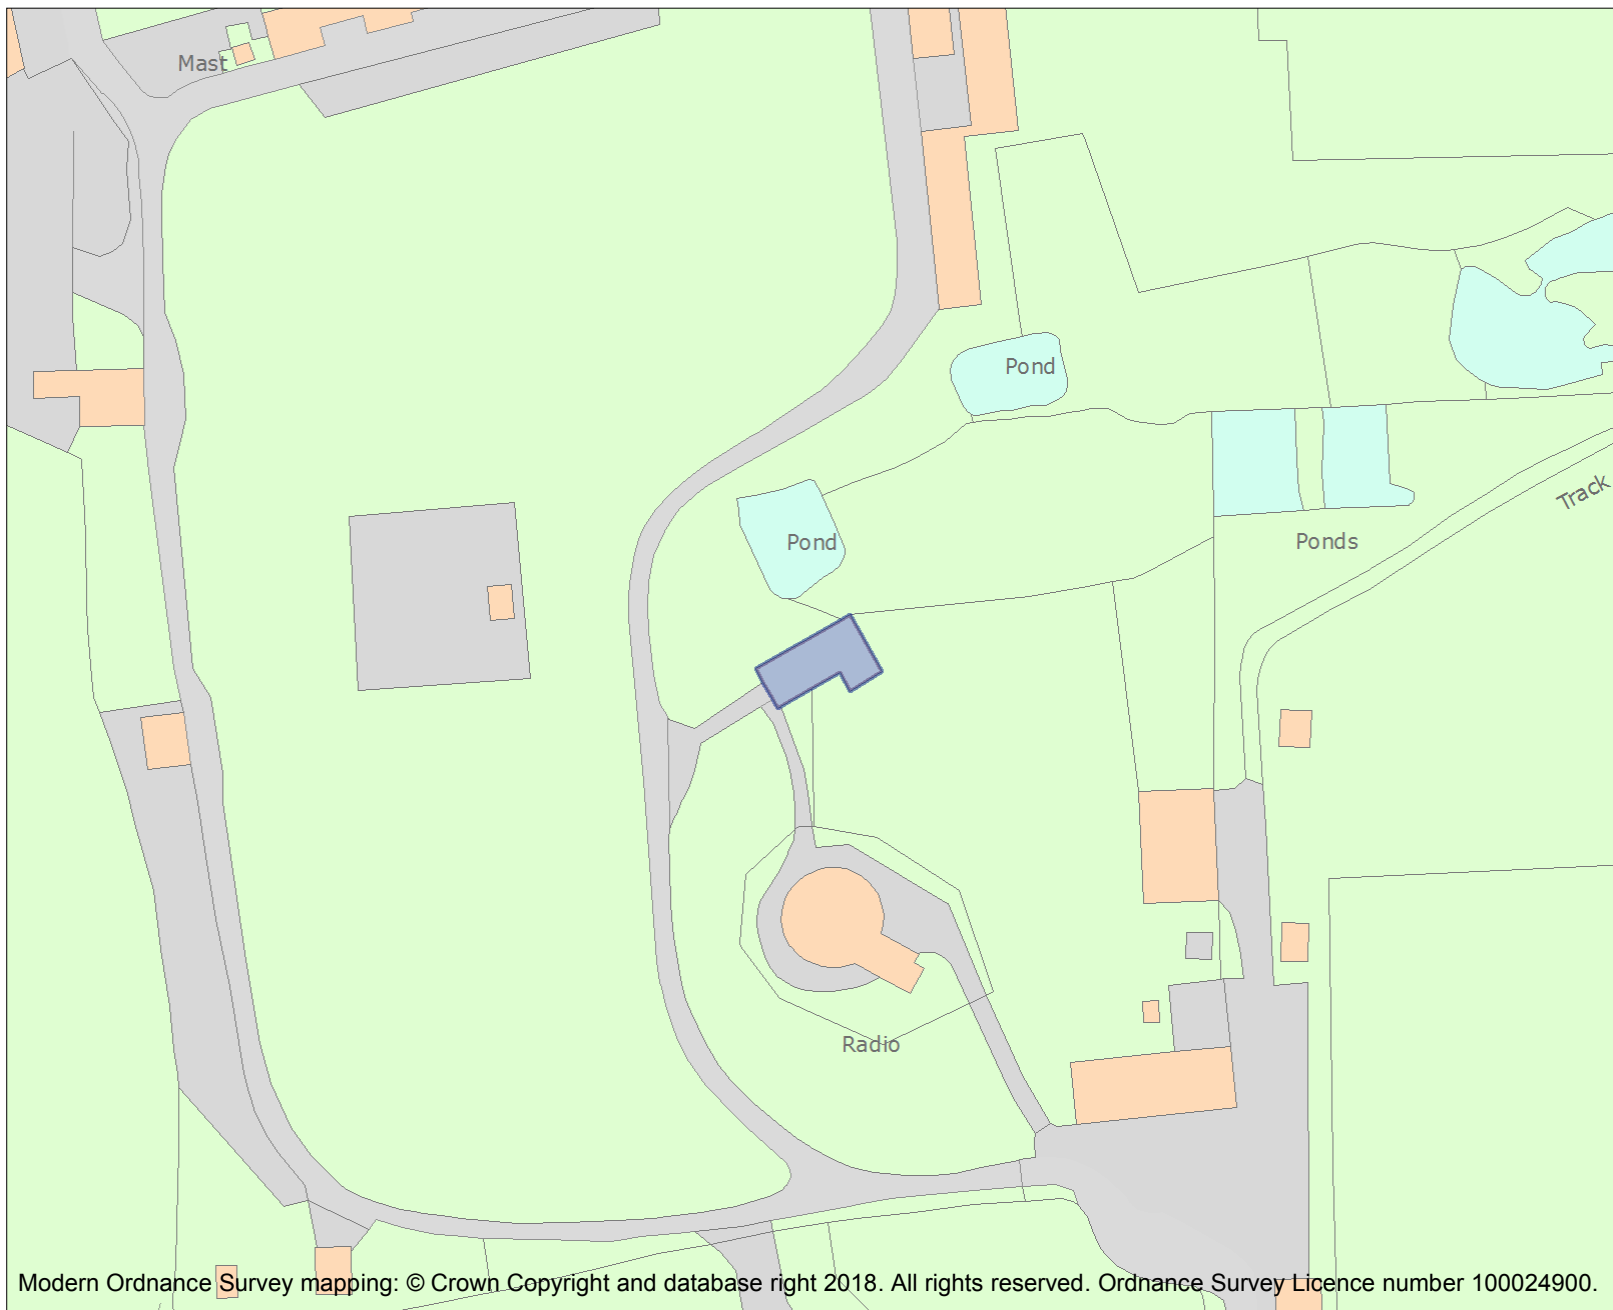 Mast
Pond
Track
Pond
Ponds
Radio
Modern Ordnance Survey mapping: © Crown Copyright and database right 2018. All rights reserved. Ordnance Survey Licence number 100024900.